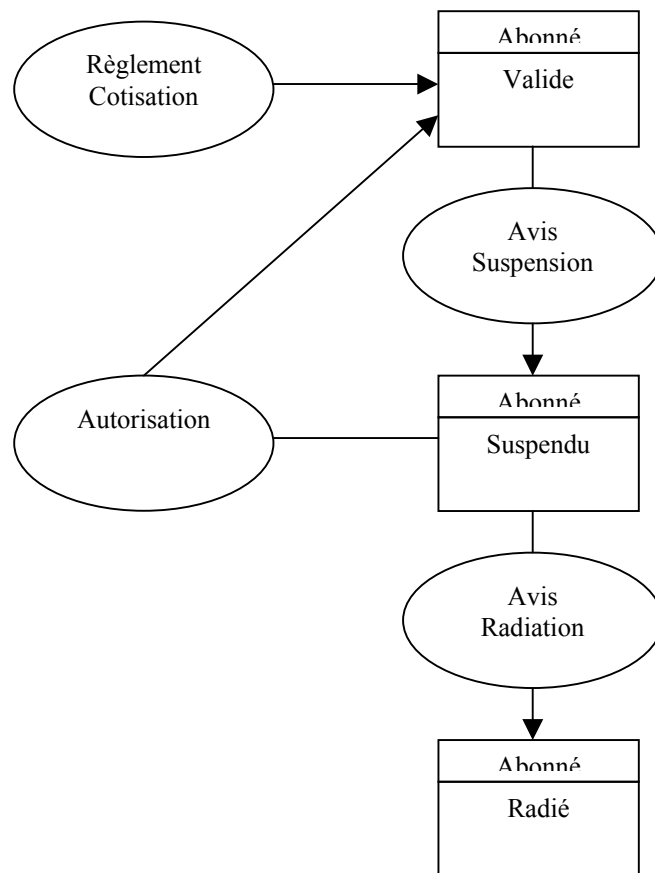 Abonné
Règlement
Cotisation
Valide
Avis
Suspension
Abonné
Autorisation
Suspendu
Avis
Radiation
Abonné
Radié